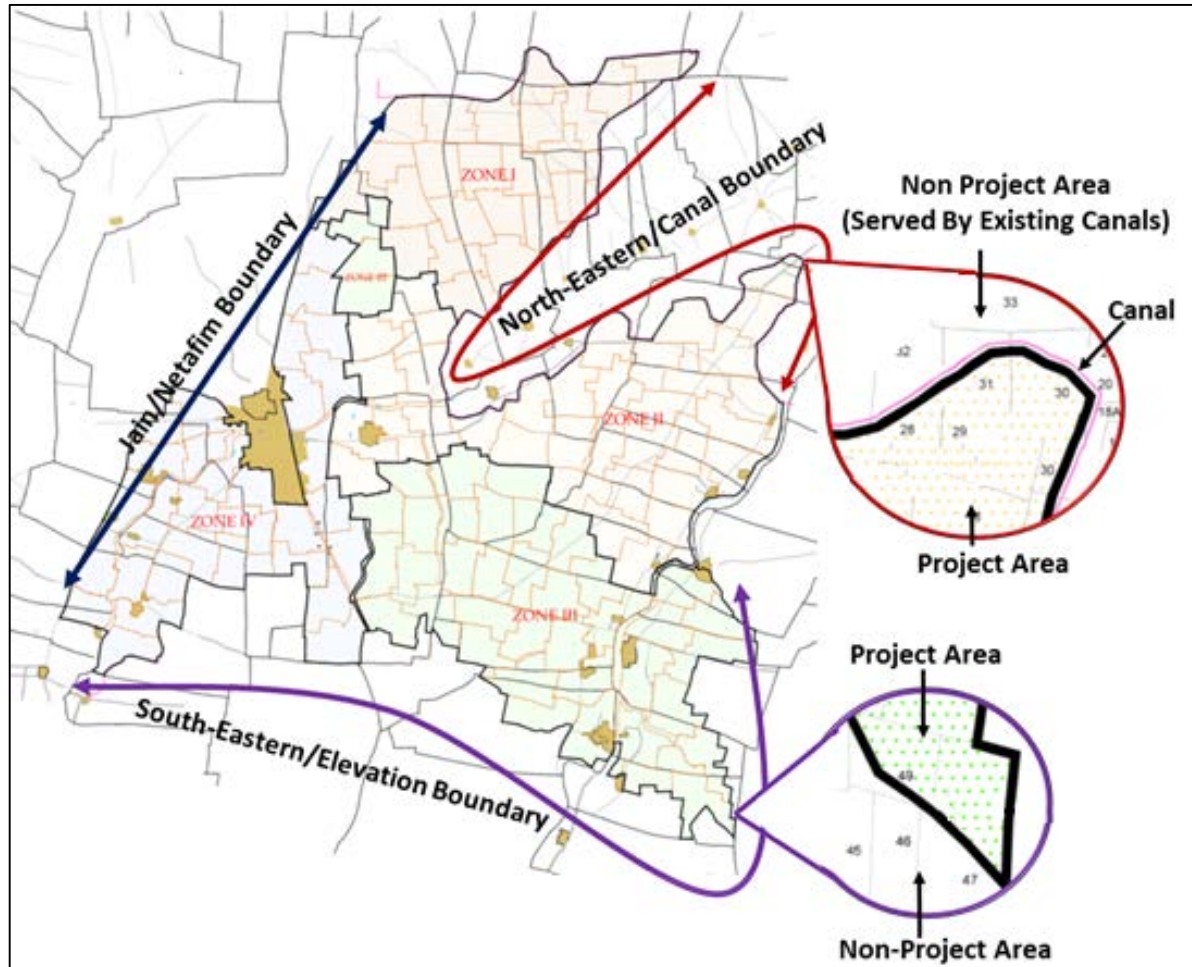 ZONE I
North-Eastern/Canal Boundary
Jain/Netafim Boundary
Non Project Area
(Served By Existing Canals)
Canal
33
31
30
20
18A
28
29
30
Project Area
ZONE II
ZONE IV
ZONE III
South-Eastern/Elevation Boundary
Project Area
49
46
45
47
Non-Project Area